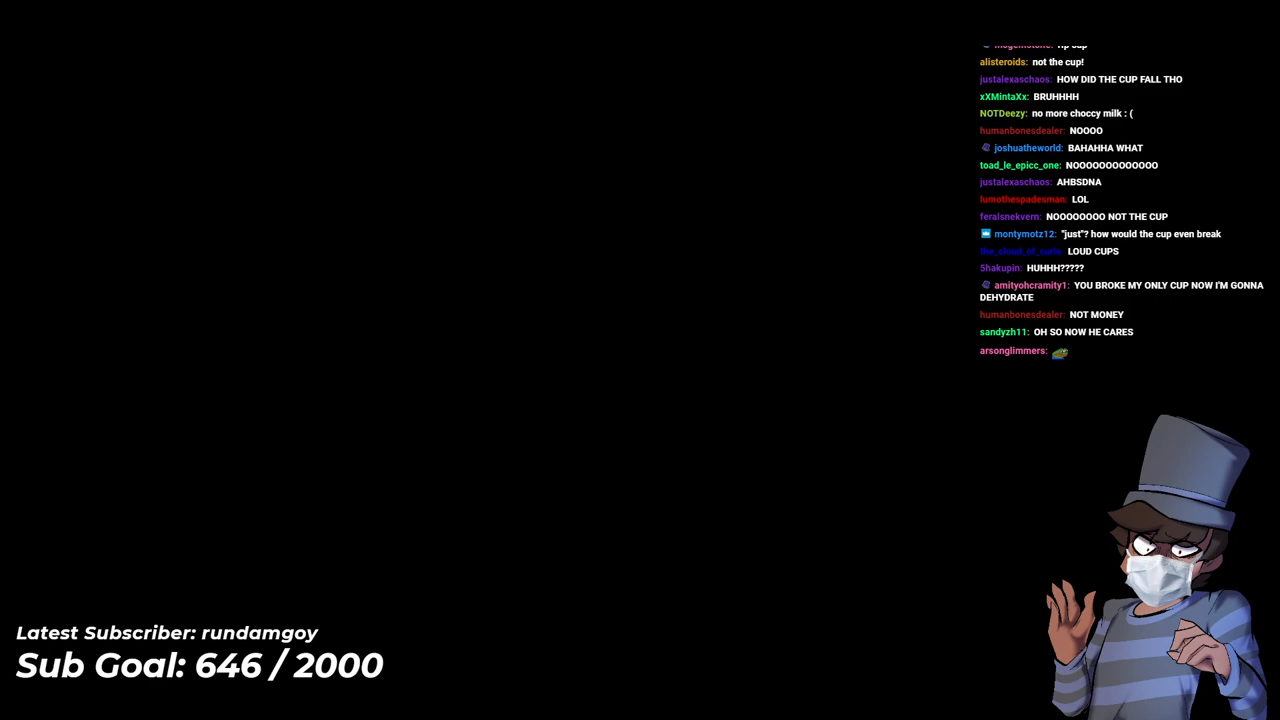 alisteroids: not the cup!
justalexaschaos: HOW DID THE CUP FALL THO
xXMintaXx: BRUHHHH
NOTDeezy: no more choccy milk : (
humanbonesdealer: NOOOO
joshuatheworld: BAHAHHA WHAT
toad_le_epicc_one: NOOOOOOOOOOOOO
justalexaschaos: AHBSDNA
lumothespadesman: LOL
feralsnekvern: NOOOOOOOO NOT THE CUP
montymotz12: "just"? how would the cup even break
the_cloud_of_curls: LOUD CUPS
5hakupin: HUHHH?????
amityohcramity1: YOU BROKE MY ONLY CUP NOW I'M GONNA
DEHYDRATE
humanbonesdealer: NOT MONEY
sandyzh11: OH SO NOW HE CARES
arsonglimmers:
Latest Subscriber: rundamgoy
Sub Goal: 646 / 2000